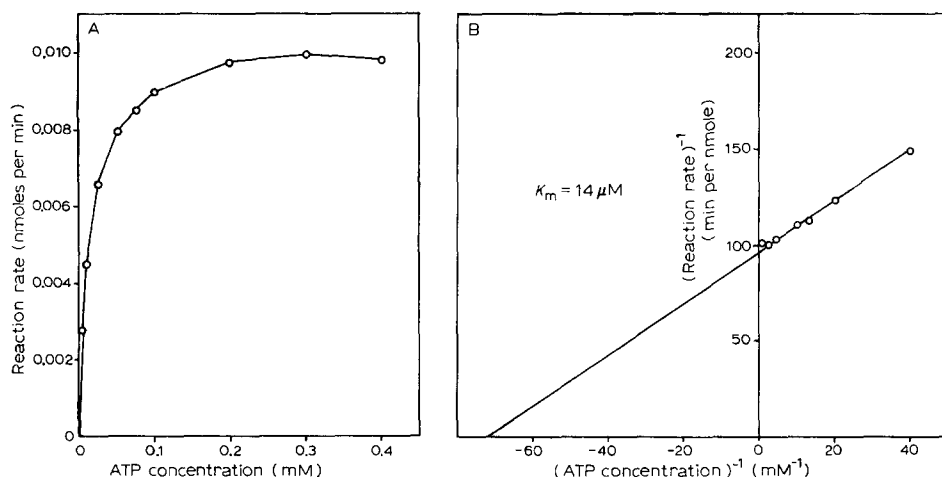 A
Reaction rate (nmoles per min)
0.010
0.008
0.006
0.004
0.002
0
0.1
0.2
0.3
0.4
ATP concentration (mM)
B
(Reaction rate)⁻¹
(min per nmole)
200
150
100
50
Kₘ = 14 μM
−60
−40
−20
0
20
40
(ATP concentration)⁻¹ (mM⁻¹)